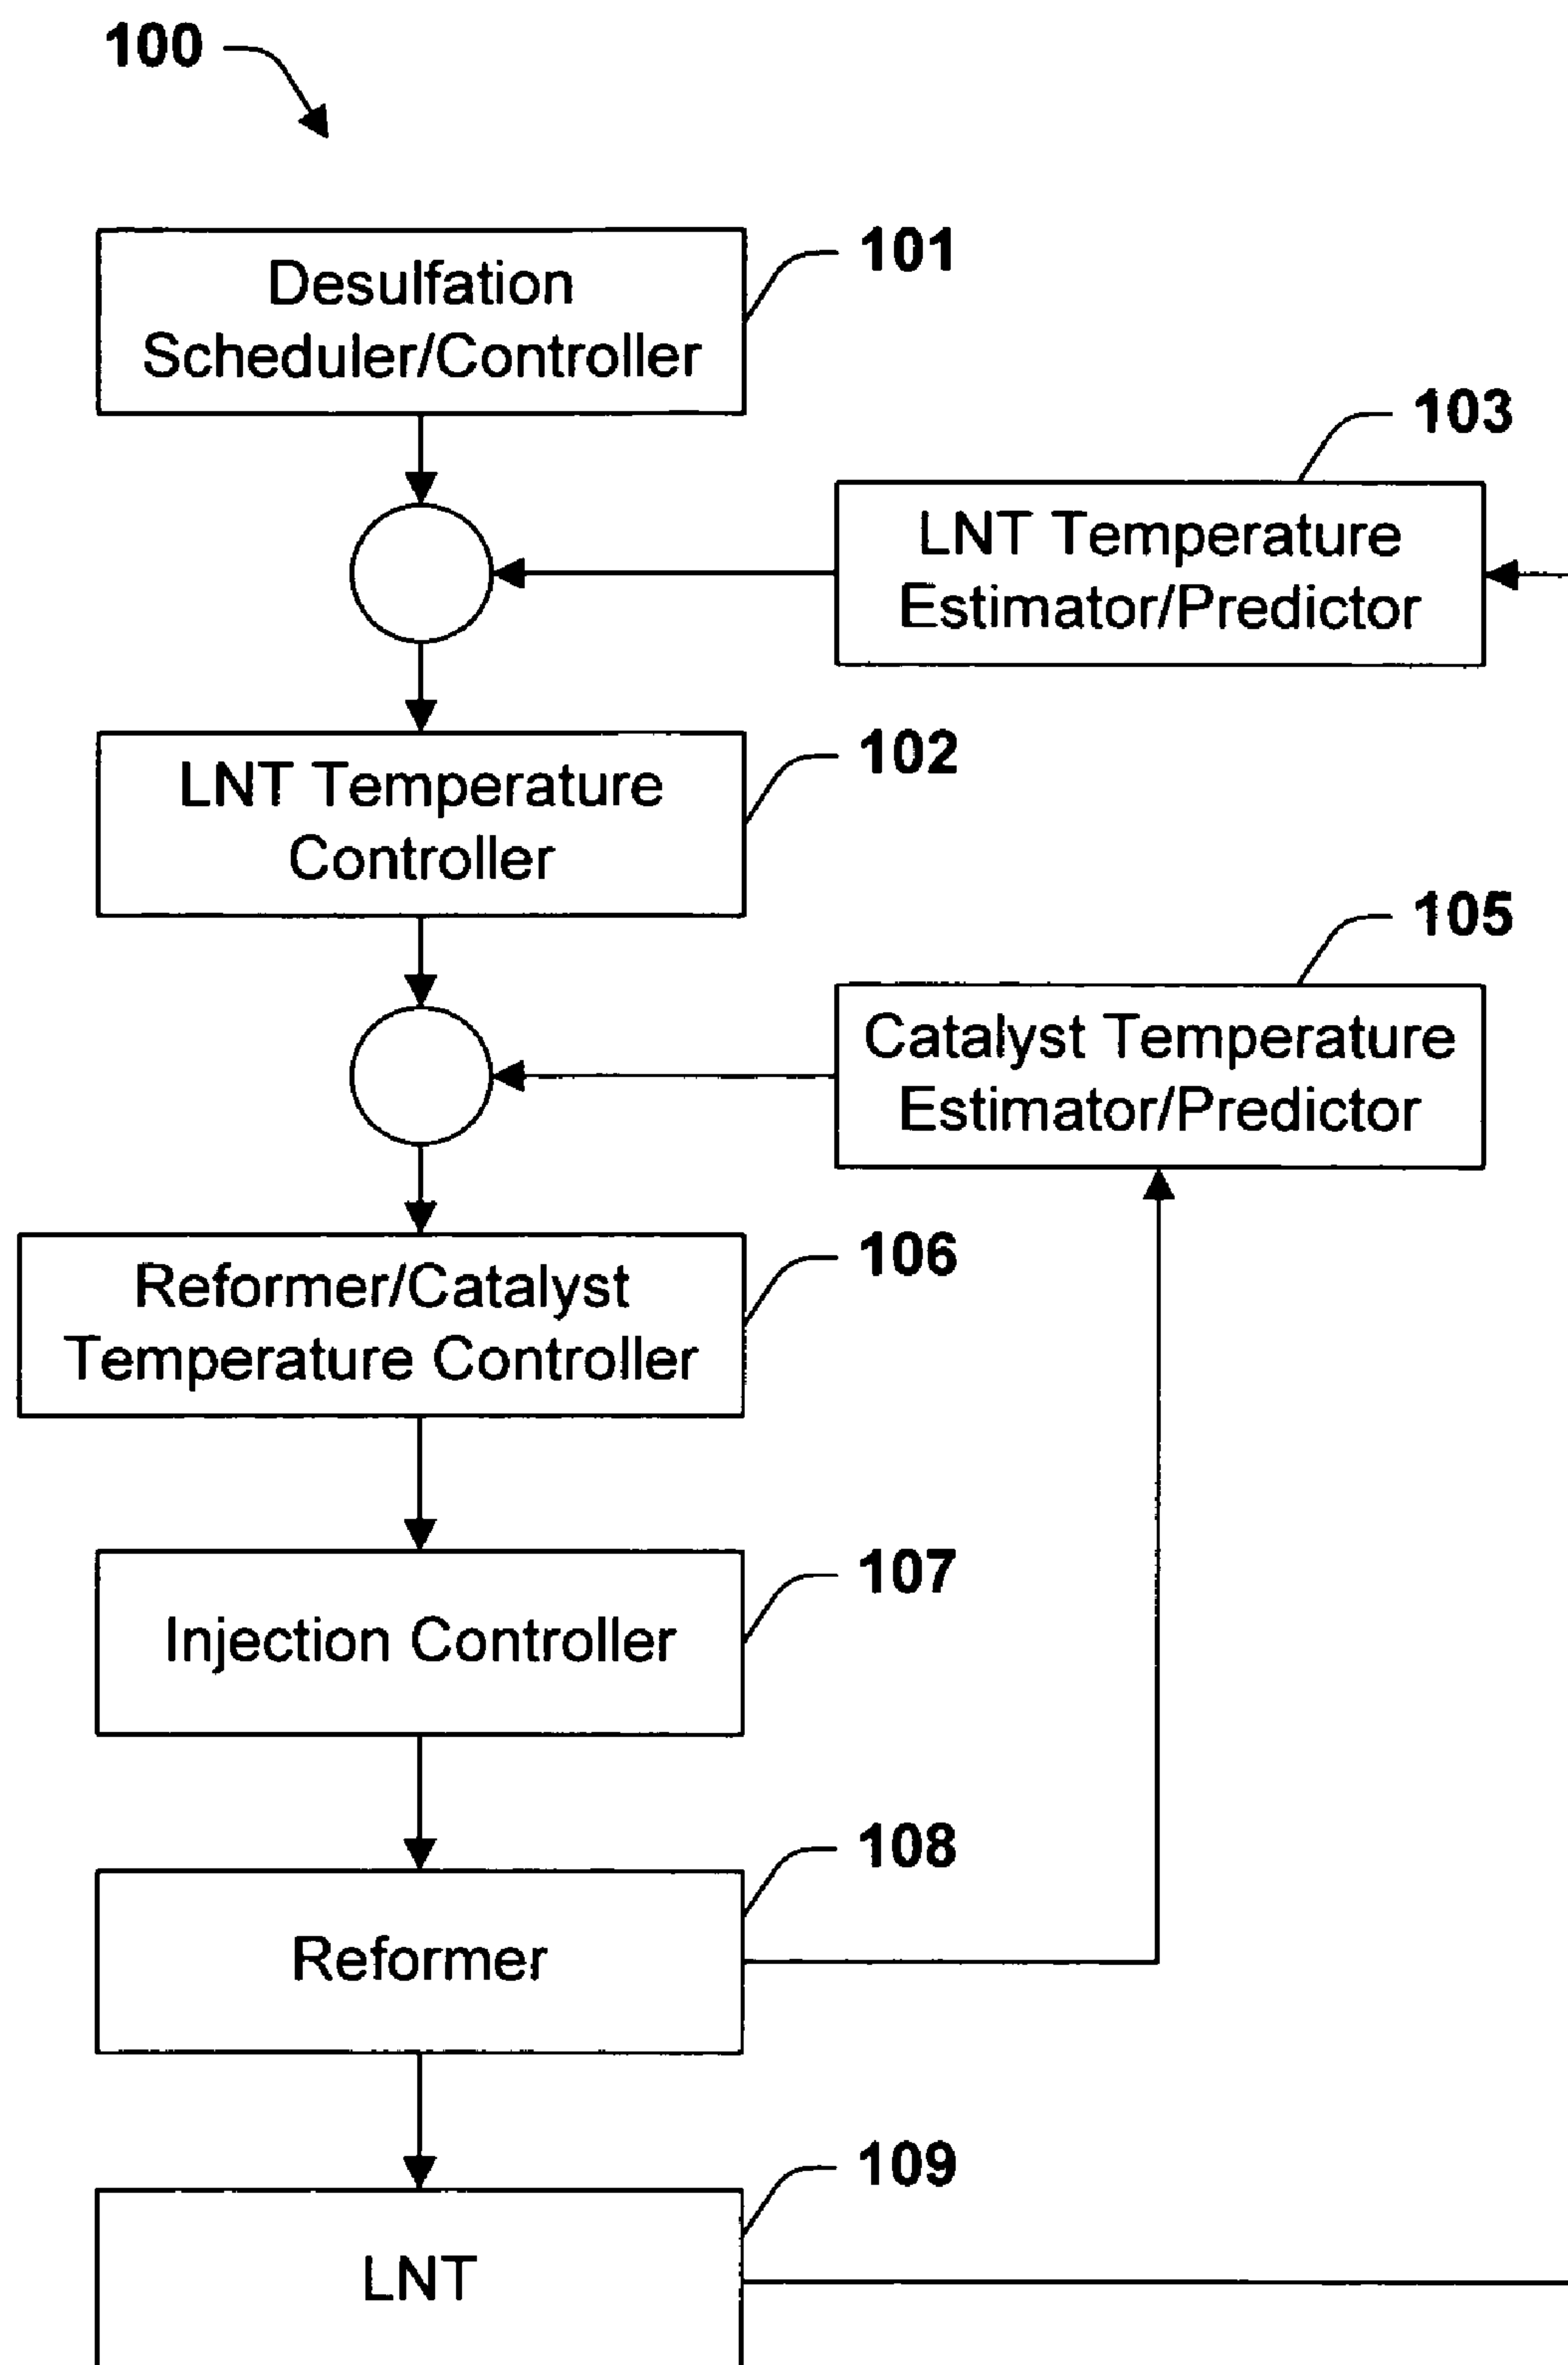 100
101
Desulfation
Scheduler/Controller
103
LNT Temperature
Estimator/Predictor
102
LNT Temperature
Controller
105
Catalyst Temperature
Estimator/Predictor
106
Reformer/Catalyst
Temperature Controller
107
Injection Controller
108
Reformer
109
LNT